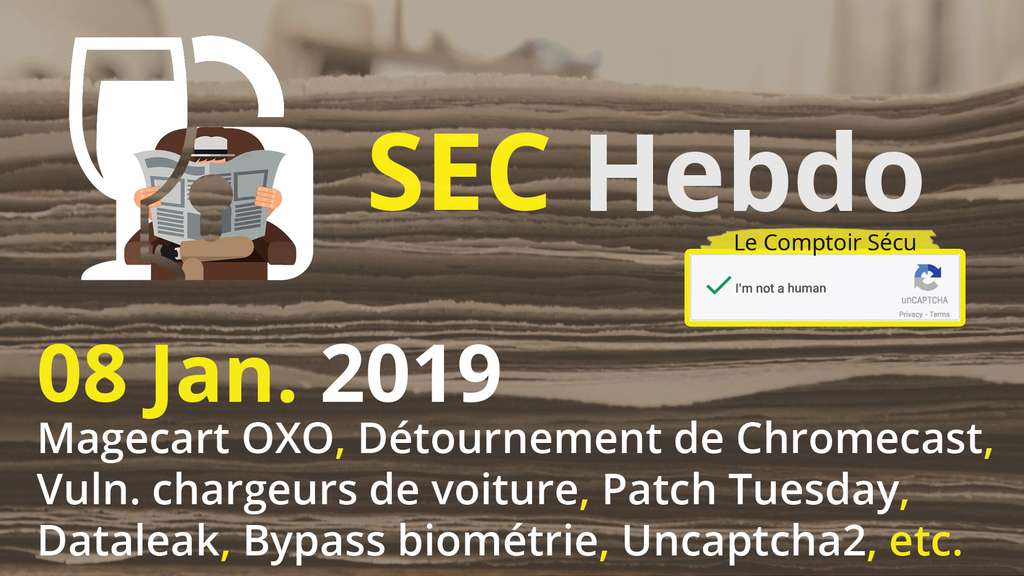 SEC Hebdo
Le Comptoir Sécu
I'm not a human
unCAPTCHA
Privacy - Terms
08 Jan. 2019
Magecart OXO, Détournement de Chromecast,
Vuln. chargeurs de voiture, Patch Tuesday,
Dataleak, Bypass biométrie, Uncaptcha2, etc.